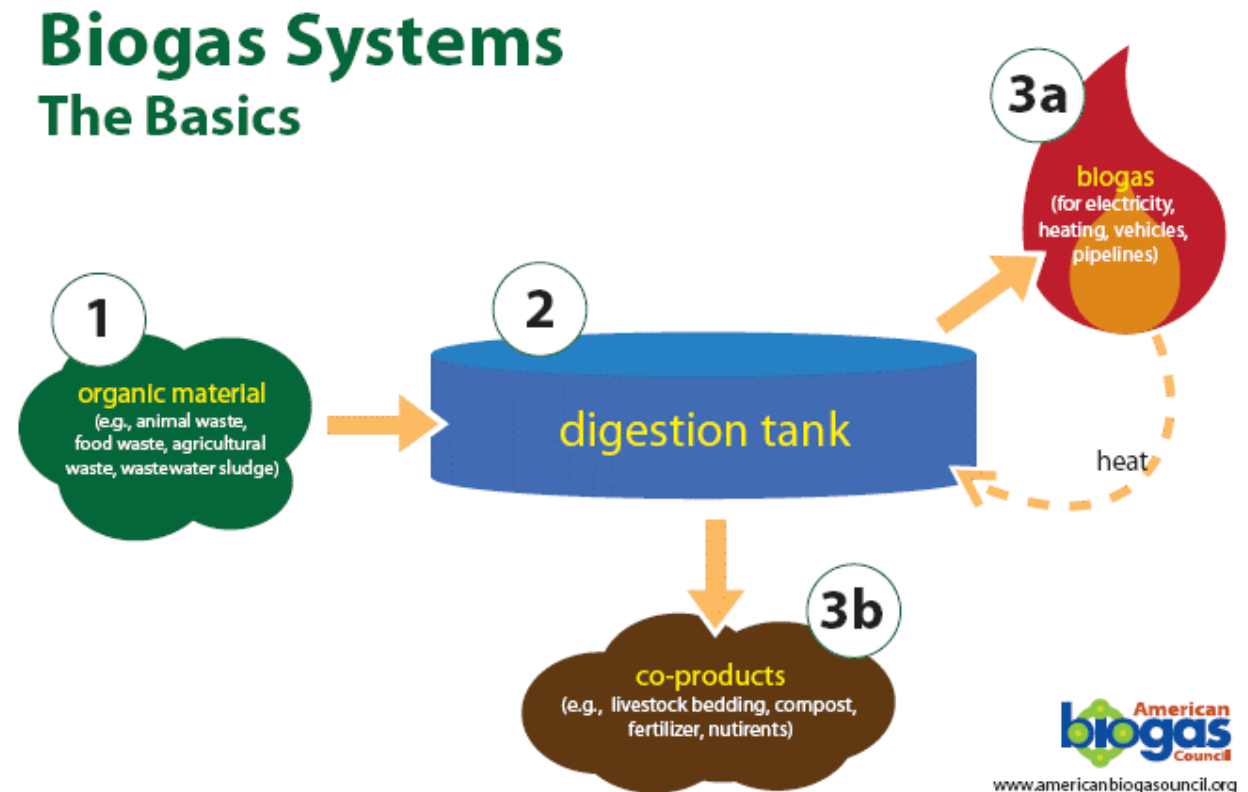 Biogas Systems
The Basics
1
organic material
(e.g., animal waste,
food waste, agricultural
waste, wastewater sludge)
2
digestion tank
3a
biogas
(for electricity,
heating, vehicles,
pipelines)
heat
3b
co-products
(e.g., livestock bedding, compost,
fertilizer, nutirents)
American
biogas
Council
www.americanbiogasouncil.org